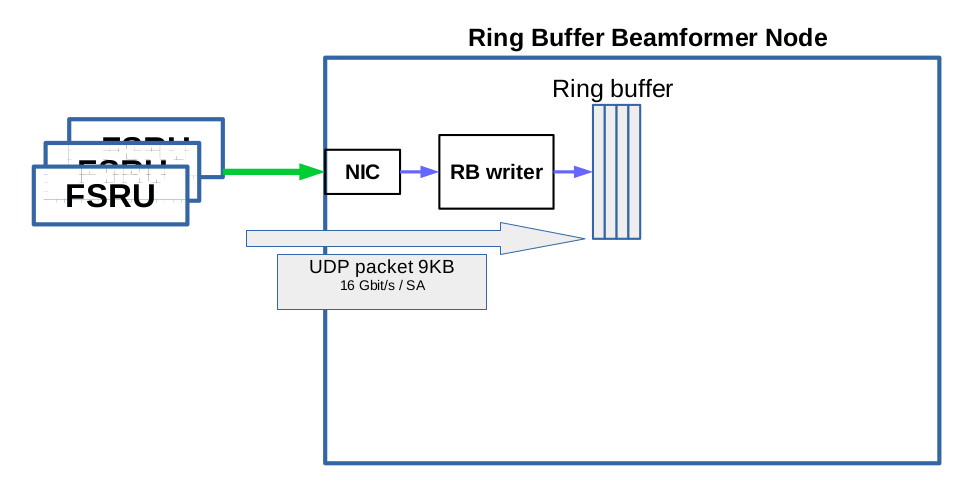 Ring Buffer Beamformer Node
Ring buffer
FSRU
FSRU
FSRU
NIC
RB writer
UDP packet 9KB
16 Gbit/s / SA